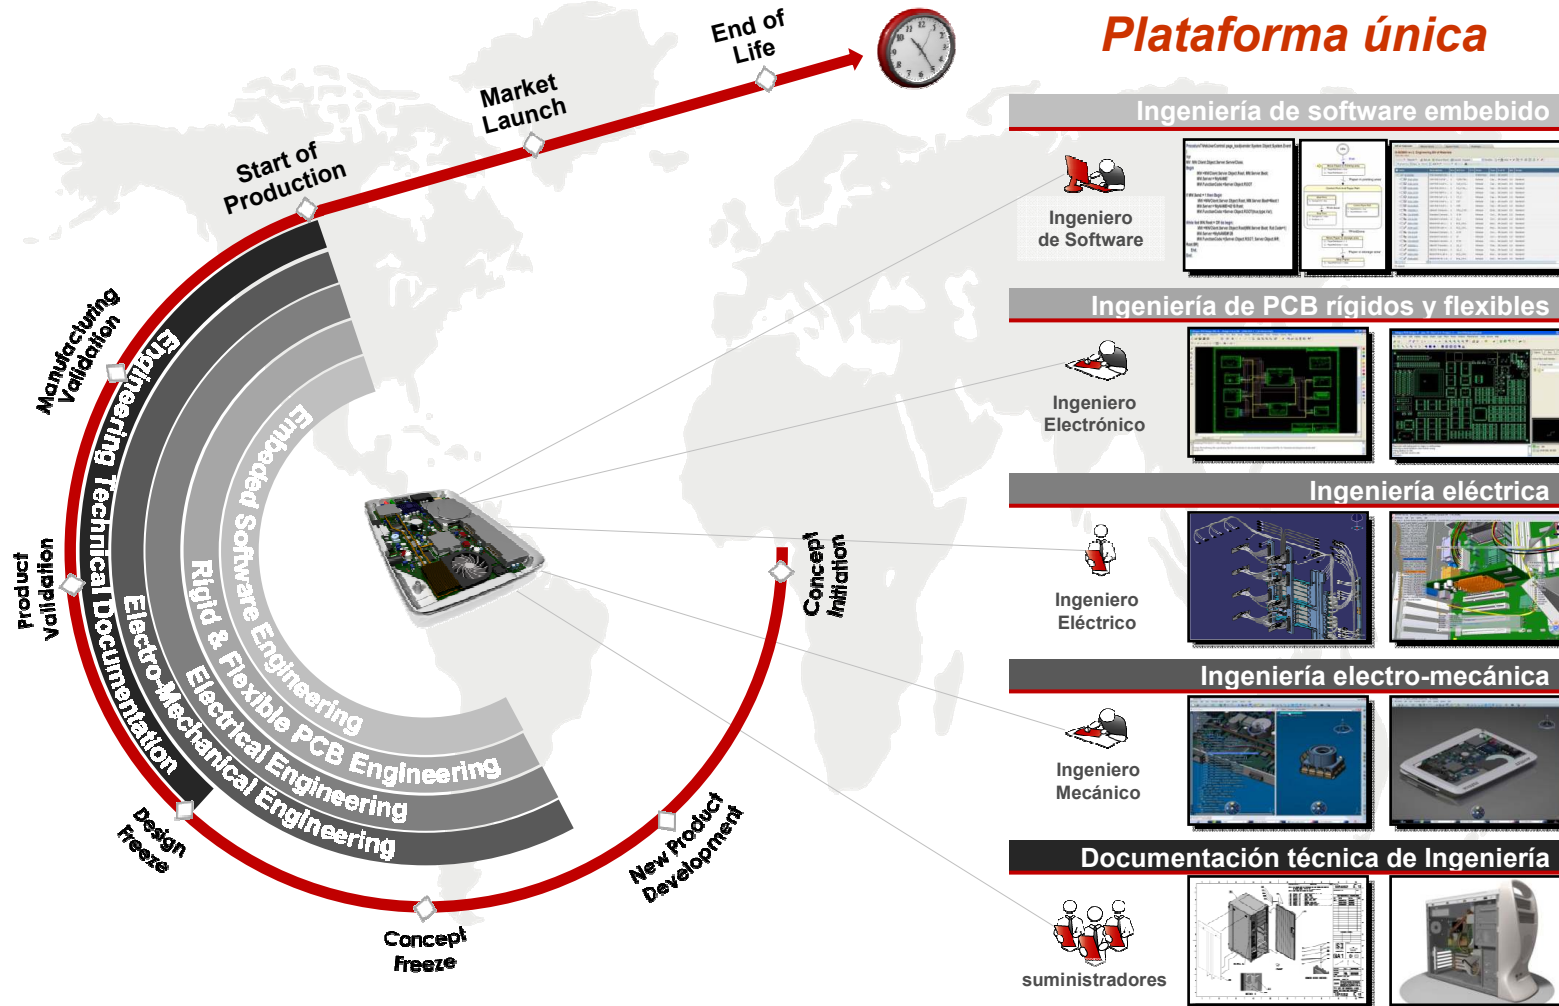 Plataforma única
End of
Life
Market
Launch
Start of
Production
Manufacturing
Validation
Product
Validation
Design
Freeze
Concept
Freeze
New Product
Development
Concept
Initiation
Engineering Technical Documentation
Electro-Mechanical Engineering
Electrical Engineering
Rigid & Flexible PCB Engineering
Embeded Software Engineering
Ingeniería de software embebido
Ingeniero
de Software
Ingeniería de PCB rígidos y flexibles
Ingeniero
Electrónico
Ingeniería eléctrica
Ingeniero
Eléctrico
Ingeniería electro-mecánica
Ingeniero
Mecánico
Documentación técnica de Ingeniería
suministradores